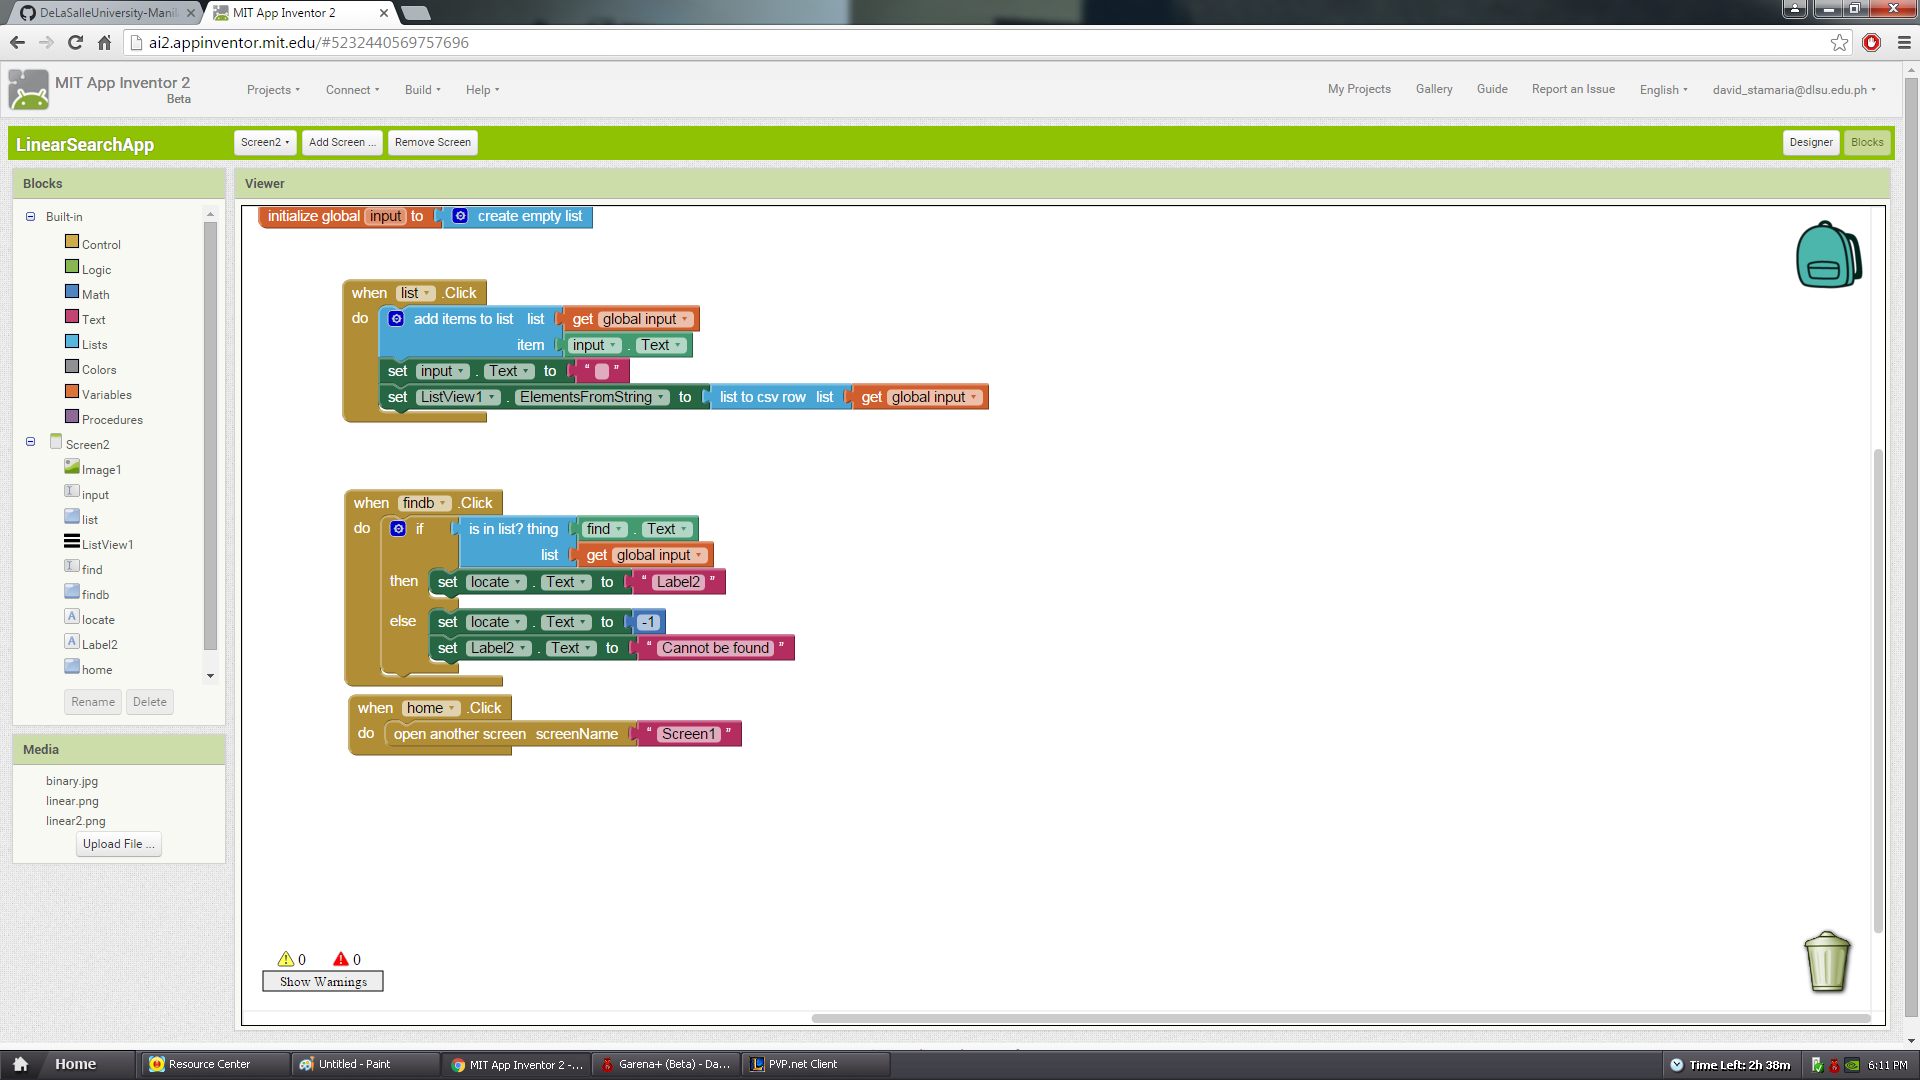 DeLaSalleUniversity-Manil
MIT App Inventor 2
ai2.appinventor.mit.edu/#5232440569757696
MIT App Inventor 2
Beta
Projects
Connect
Build
Help
My Projects
Gallery
Guide
Report an Issue
English
david_stamaria@dlsu.edu.ph
LinearSearchApp
Screen2
Add Screen ...
Remove Screen
Designer
Blocks
Blocks
Built-in
Control
Logic
Math
Text
Lists
Colors
Variables
Procedures
Screen2
Image1
input
list
ListView1
find
findb
locate
Label2
home
Rename
Delete
Media
binary.jpg
linear.png
linear2.png
Upload File ...
Viewer
initialize global input to create empty list
when list .Click
do add items to list list get global input
item input . Text
set input . Text to “ ”
set ListView1 . ElementsFromString to list to csv row list get global input
when findb .Click
do if is in list? thing find . Text
list get global input
then set locate . Text to “ Label2 ”
else set locate . Text to -1
set Label2 . Text to “ Cannot be found ”
when home .Click
do open another screen screenName “ Screen1 ”
0 0
Show Warnings
Home
Resource Center
Untitled - Paint
MIT App Inventor 2 -...
Garena+ (Beta) - Da...
PVP.net Client
Time Left: 2h 38m
6:11 PM